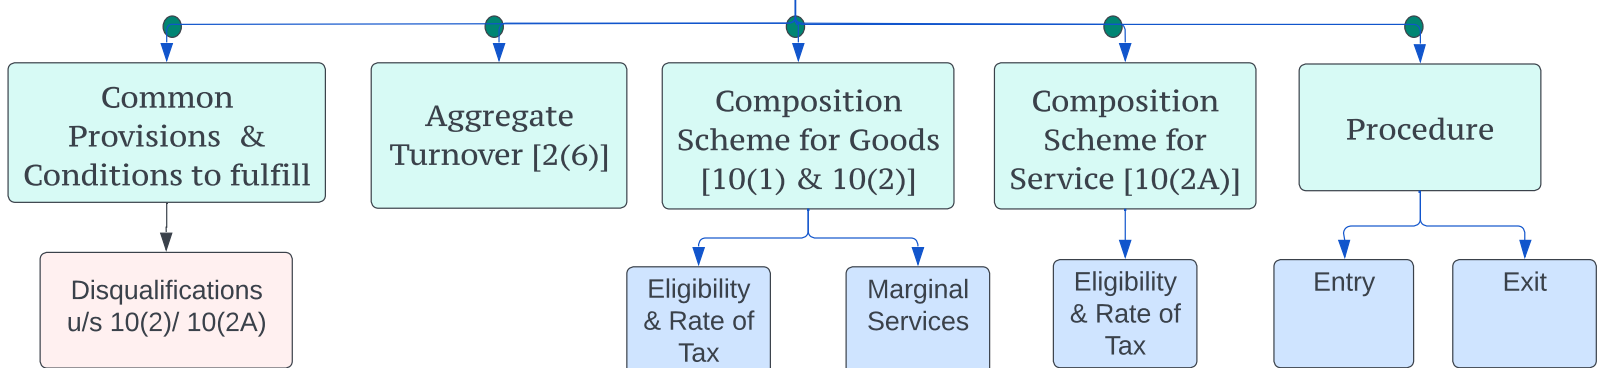 Common
Provisions & 
Conditions to fulfill
Aggregate
Turnover [2(6)]
Composition
Scheme for Goods
[10(1) & 10(2)]
Composition
Scheme for
Service [10(2A)]
Procedure
Disqualifications
u/s 10(2)/ 10(2A)
Eligibility
& Rate of
Tax
Marginal
Services
Eligibility
& Rate of
Tax
Entry
Exit